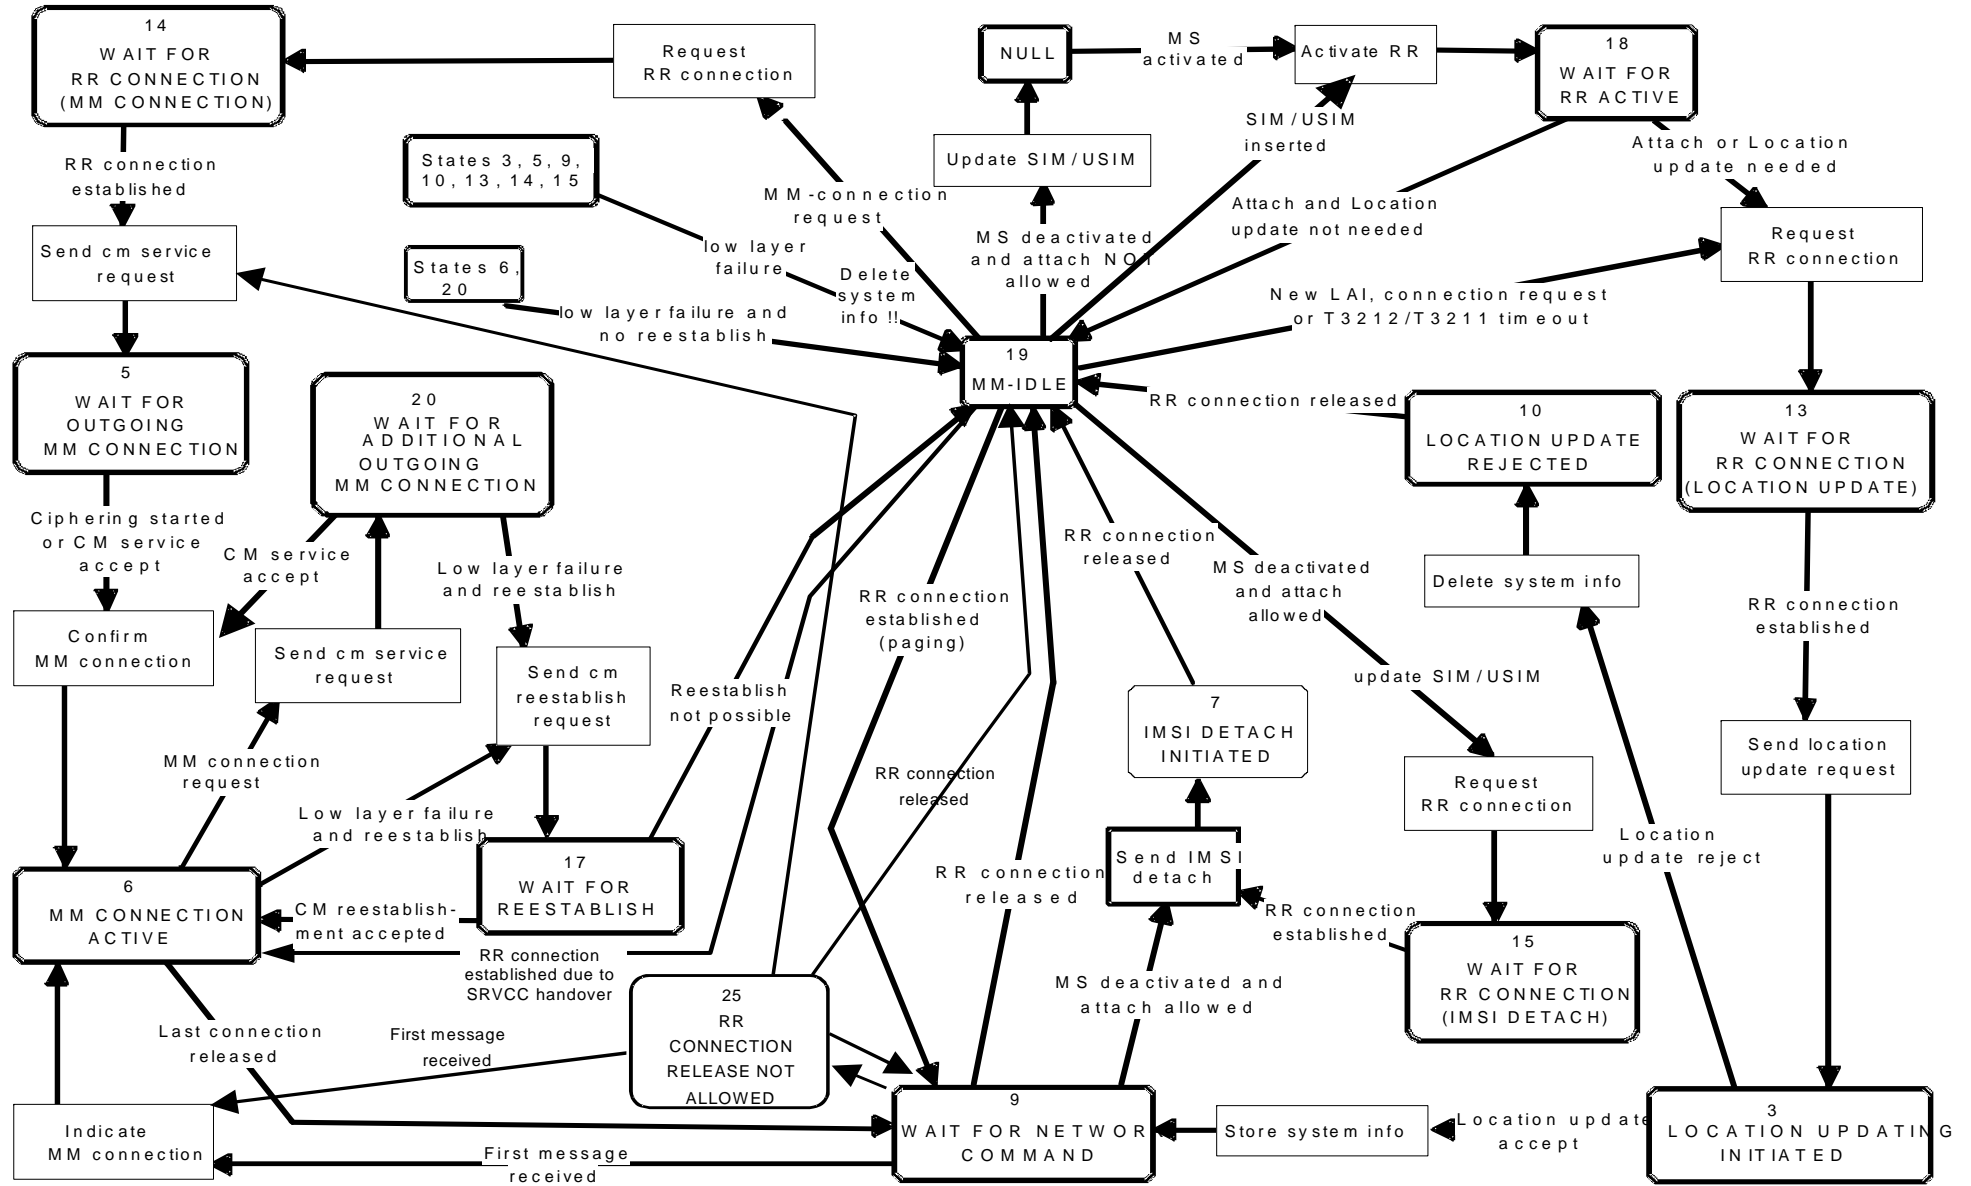 14
WAIT FOR
RR CONNECTION
(MM CONNECTION)
Request
RR connection
NULL
MS
activated
Activate RR
18
WAIT FOR
RR ACTIVE
RR connection
established
States 3, 5, 9,
10, 13, 14, 15
Update SIM/USIM
SIM/USIM
inserted
Attach or Location
update needed
MM-connection
request
Attach and Location
update not needed
Send cm service
request
States 6,
20
low layer
failure
Delete
system
info !!
MS deactivated
and attach NOT
allowed
Request
RR connection
low layer failure and
no reestablish
New LAI, connection request
or T3212/T3211 timeout
19
MM-IDLE
5
WAIT FOR
OUTGOING
MM CONNECTION
20
WAIT FOR
ADDITIONAL
OUTGOING
MM CONNECTION
RR connection released
10
LOCATION UPDATE
REJECTED
13
WAIT FOR
RR CONNECTION
(LOCATION UPDATE)
Ciphering started
or CM service
accept
CM service
accept
Low layer failure
and reestablish
RR connection
released
MS deactivated
and attach
allowed
Delete system info
RR connection
established
(paging)
RR connection
established
Confirm
MM connection
Send cm service
request
Send cm
reestablish
request
Reestablish
not possible
7
IMSI DETACH
INITIATED
update SIM/USIM
Send location
update request
MM connection
request
RR connection
released
Request
RR connection
Low layer failure
and reestablish
Location
update reject
6
MM CONNECTION
ACTIVE
17
WAIT FOR
REESTABLISH
RR connection
released
Send IMSI
detach
CM reestablish-
ment accepted
RR connection
established
15
WAIT FOR
RR CONNECTION
(IMSI DETACH)
RR connection
established due to
SRVCC handover
25
RR
CONNECTION
RELEASE NOT
ALLOWED
MS deactivated and
attach allowed
Last connection
released
First message
received
Indicate
MM connection
First message
received
9
WAIT FOR NETWOR
COMMAND
Store system info
Location update
accept
3
LOCATION UPDATING
INITIATED